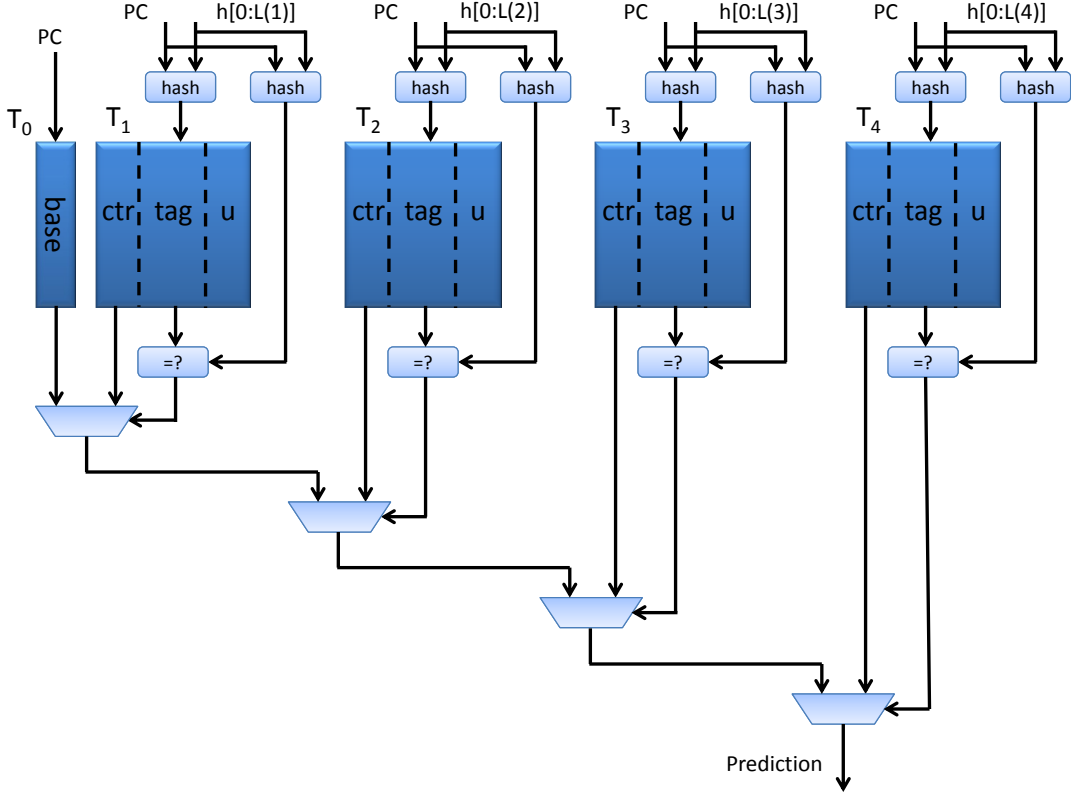 PC h[0:L(1)] PC h[0:L(2)] PC h[0:L(3)] PC h[0:L(4)]
PC
hash hash hash hash hash hash hash hash
T0 T1 T2 T3 T4
base ctr tag u ctr tag u ctr tag u ctr tag u
=? =? =? =?
Prediction